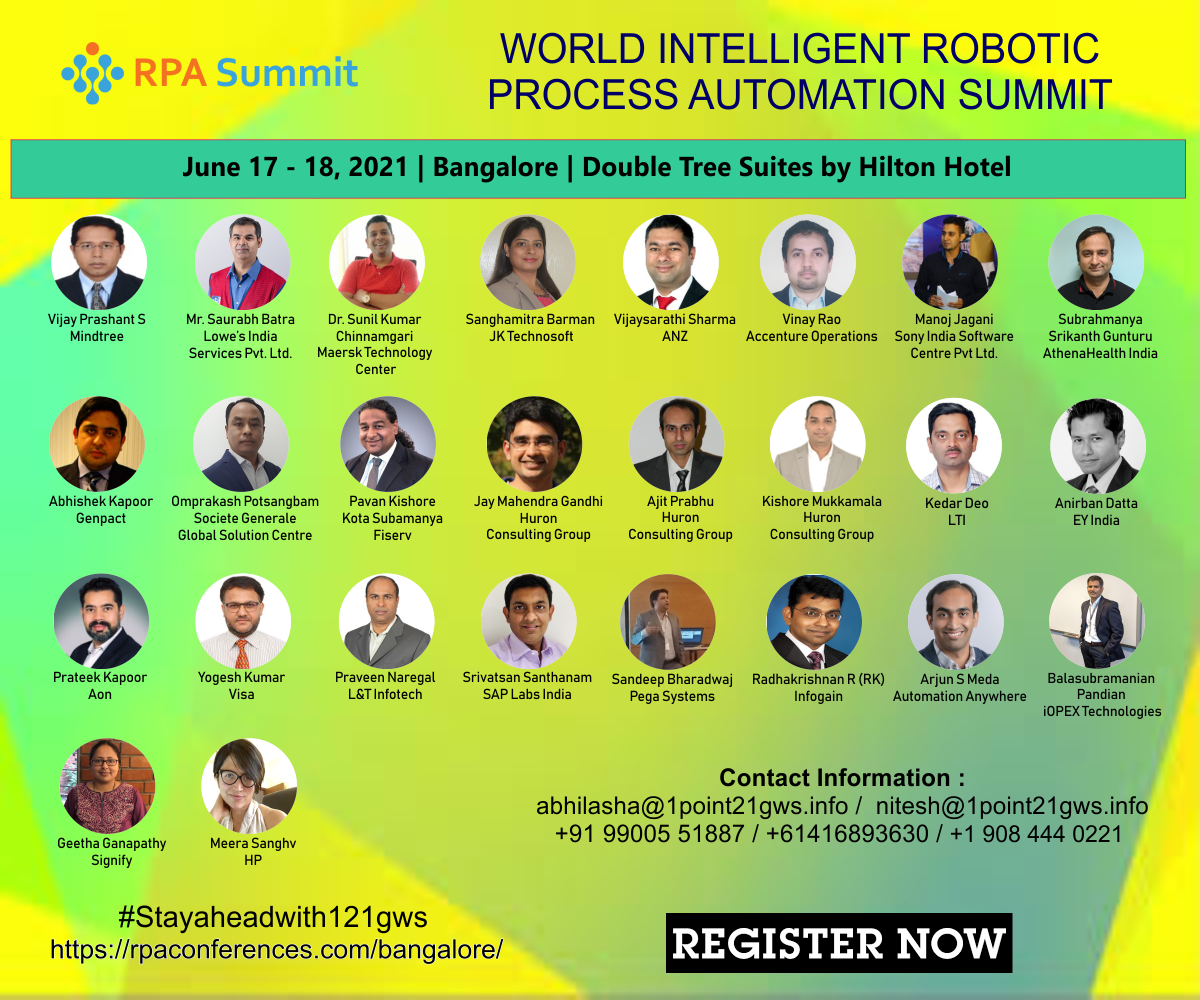 RPA Summit
WORLD INTELLIGENT ROBOTIC
PROCESS AUTOMATION SUMMIT
June 17 - 18, 2021 | Bangalore | Double Tree Suites by Hilton Hotel
Vijay Prashant S
Mindtree
Mr. Saurabh Batra
Lowe's India
Services Pvt. Ltd.
Dr. Sunil Kumar
Chinnamgari
Maersk Technology
Center
Sanghamitra Barman
JK Technosoft
Vijaysarathi Sharma
ANZ
Vinay Rao
Accenture Operations
Manoj Jagani
Sony India Software
Centre Pvt Ltd.
Subrahmanya
Srikanth Gunturu
AthenaHealth India
Abhishek Kapoor
Genpact
Omprakash Potsangbam
Societe Generale
Global Solution Centre
Pavan Kishore
Kota Subamanya
Fiserv
Jay Mahendra Gandhi
Huron
Consulting Group
Ajit Prabhu
Huron
Consulting Group
Kishore Mukkamala
Huron
Consulting Group
Kedar Deo
LTI
Anirban Datta
EY India
Prateek Kapoor
Aon
Yogesh Kumar
Visa
Praveen Naregal
L&T Infotech
Srivatsan Santhanam
SAP Labs India
Sandeep Bharadwaj
Pega Systems
Radhakrishnan R (RK)
Infogain
Arjun S Meda
Automation Anywhere
Balasubramanian
Pandian
iOPEX Technologies
Geetha Ganapathy
Signify
Meera Sanghv
HP
Contact Information :
abhilasha@1point21gws.info / nitesh@1point21gws.info
+91 99005 51887 / +61416893630 / +1 908 444 0221
#Stayaheadwith121gws
https://rpaconferences.com/bangalore/
REGISTER NOW